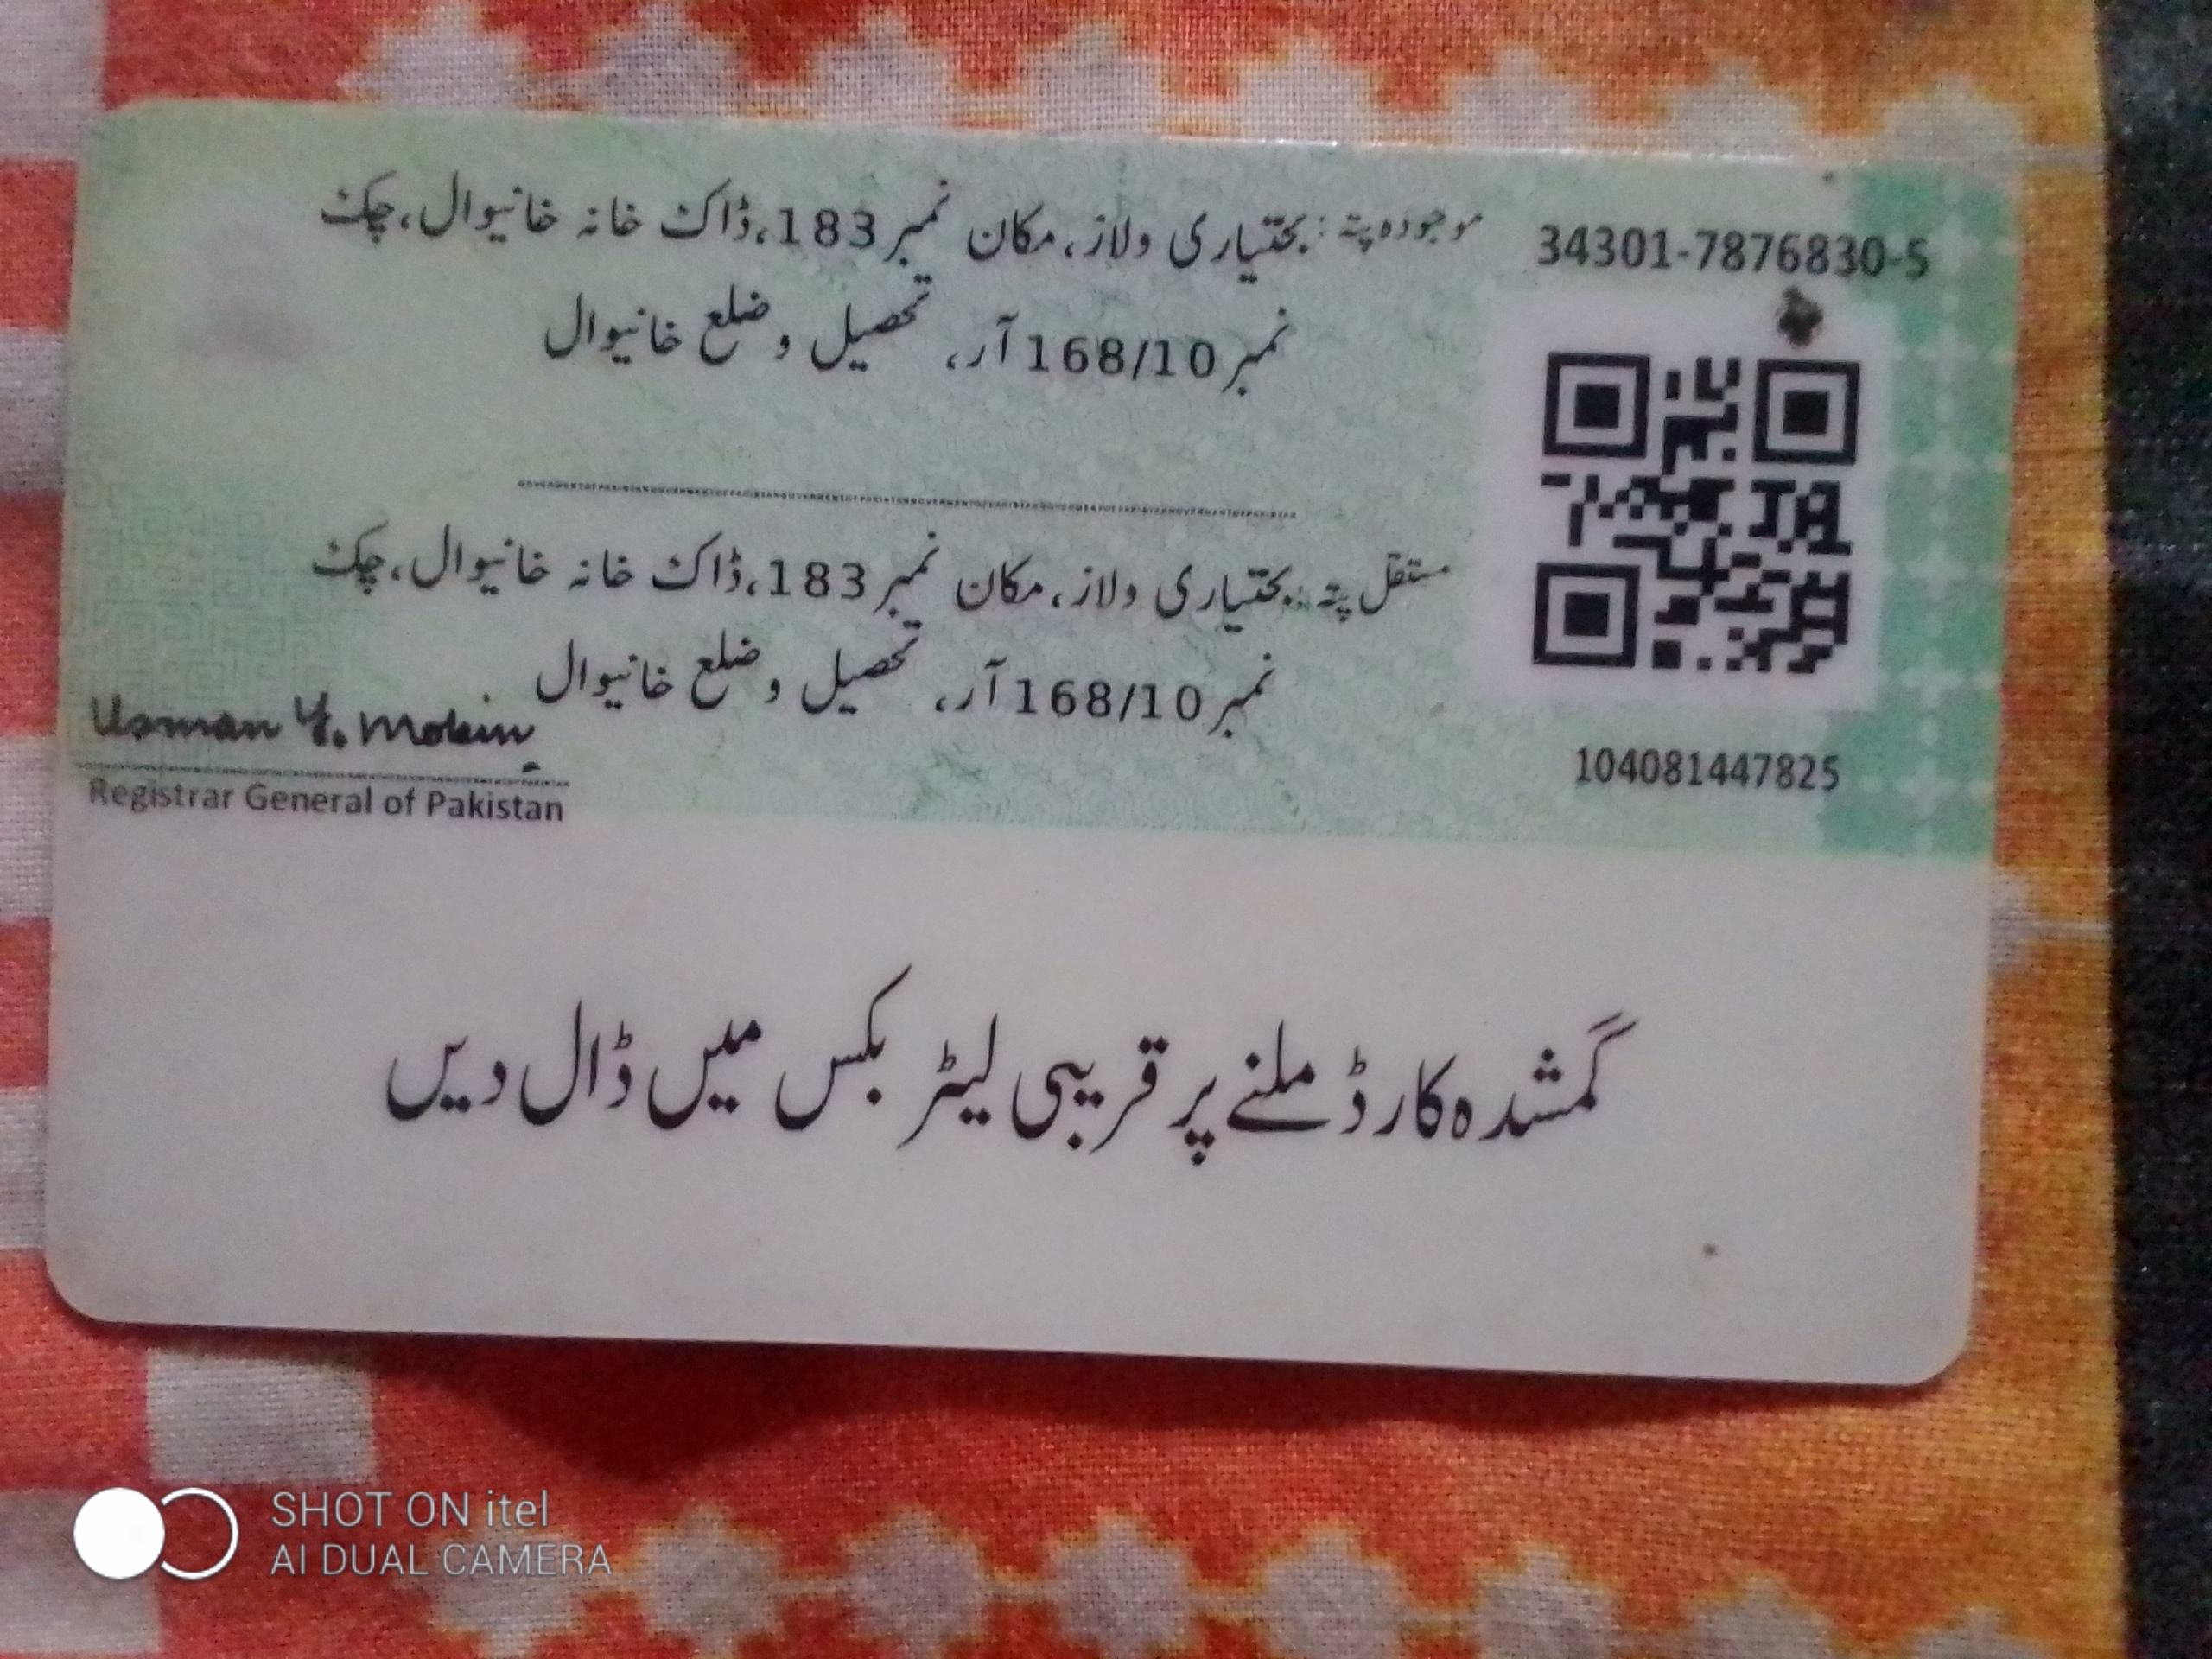 موجودہ پتہ: بختیاری ولاز، مکان نمبر 183، ڈاک خانہ خانیوال، چک
نمبر 168/10 آر، تحصیل و ضلع خانیوال
34301-7876830-5
مستقل پتہ: بختیاری ولاز، مکان نمبر 183، ڈاک خانہ خانیوال، چک
نمبر 168/10 آر، تحصیل و ضلع خانیوال
104081447825
Usman Y. Mobin
Registrar General of Pakistan
گمشدہ کارڈ ملنے پر قریبی لیٹر بکس میں ڈال دیں
SHOT ON itel
AI DUAL CAMERA